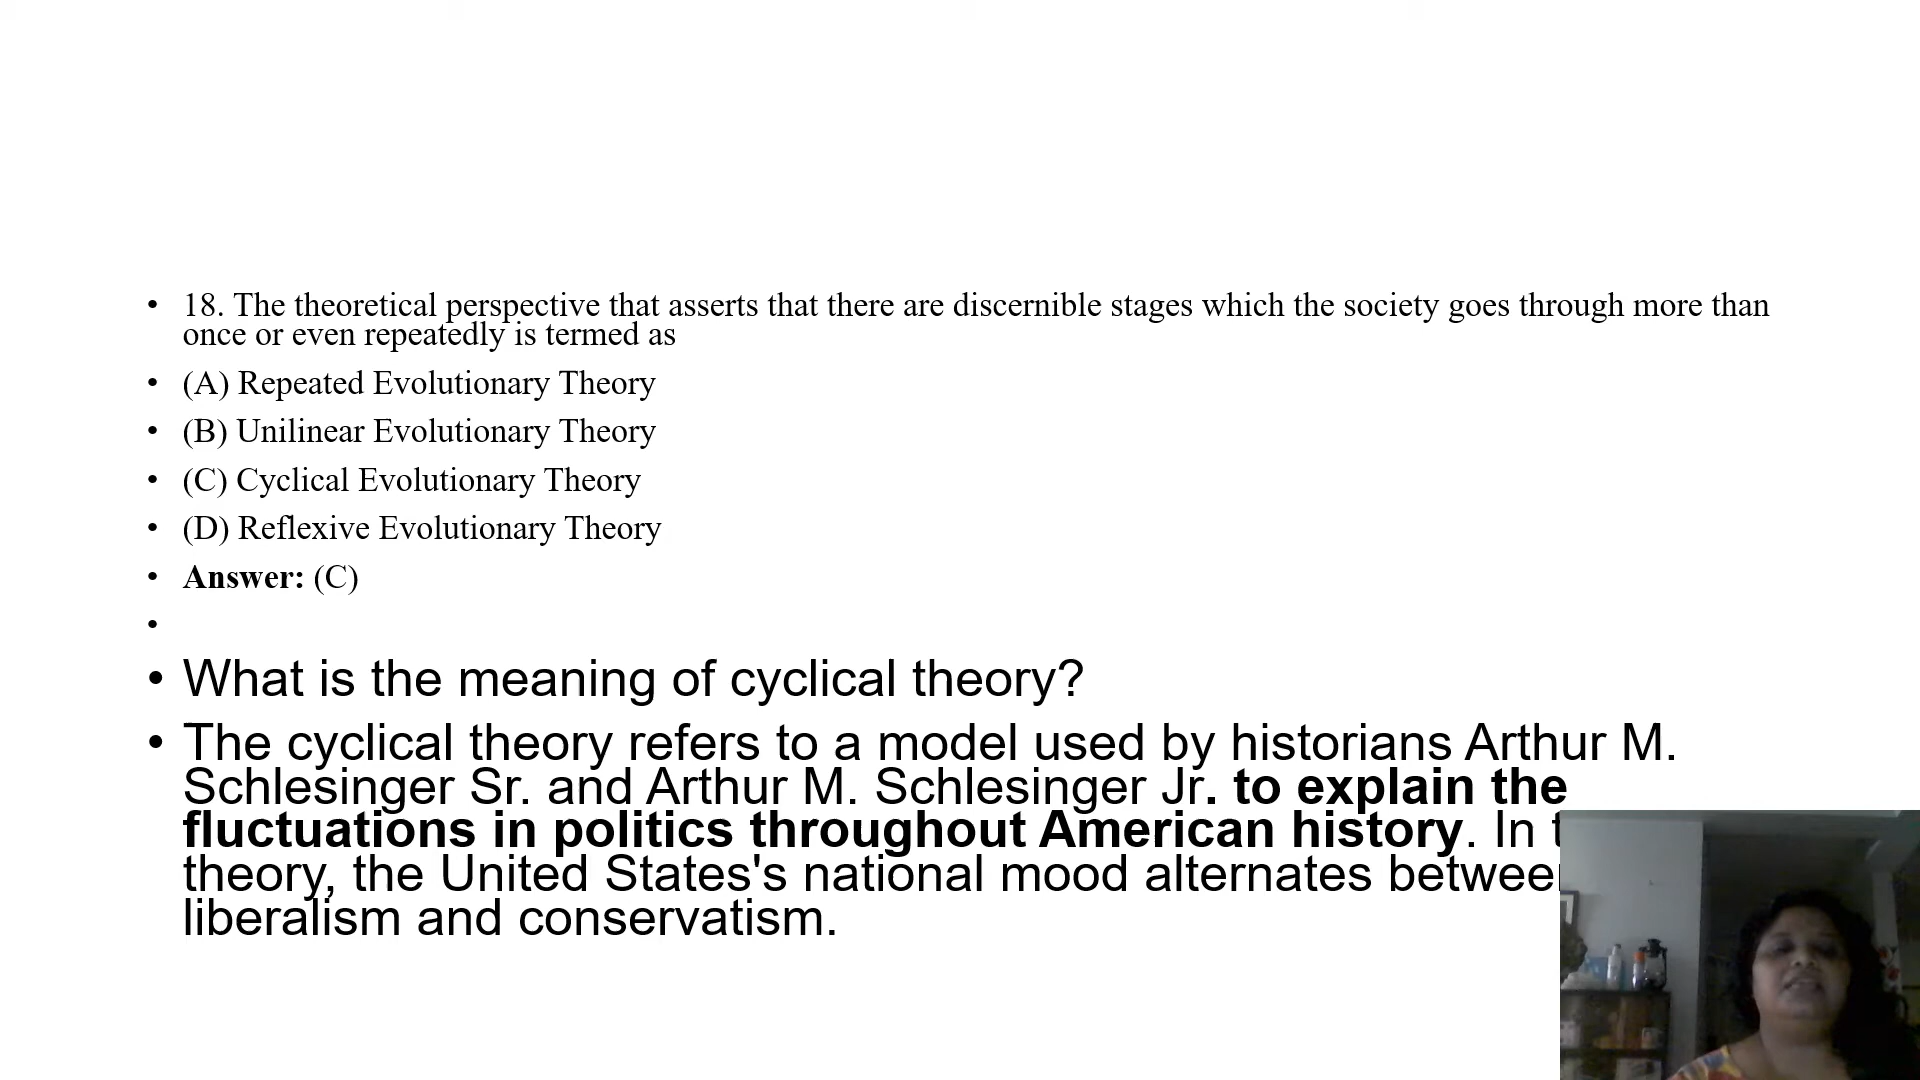 • 18. The theoretical perspective that asserts that there are discernible stages which the society goes through more than
once or even repeatedly is termed as
• (A) Repeated Evolutionary Theory
• (B) Unilinear Evolutionary Theory
• (C) Cyclical Evolutionary Theory
• (D) Reflexive Evolutionary Theory
• Answer: (C)
•
• What is the meaning of cyclical theory?
• The cyclical theory refers to a model used by historians Arthur M.
Schlesinger Sr. and Arthur M. Schlesinger Jr. to explain the
fluctuations in politics throughout American history. In
theory, the United States's national mood alternates
liberalism and conservatism.